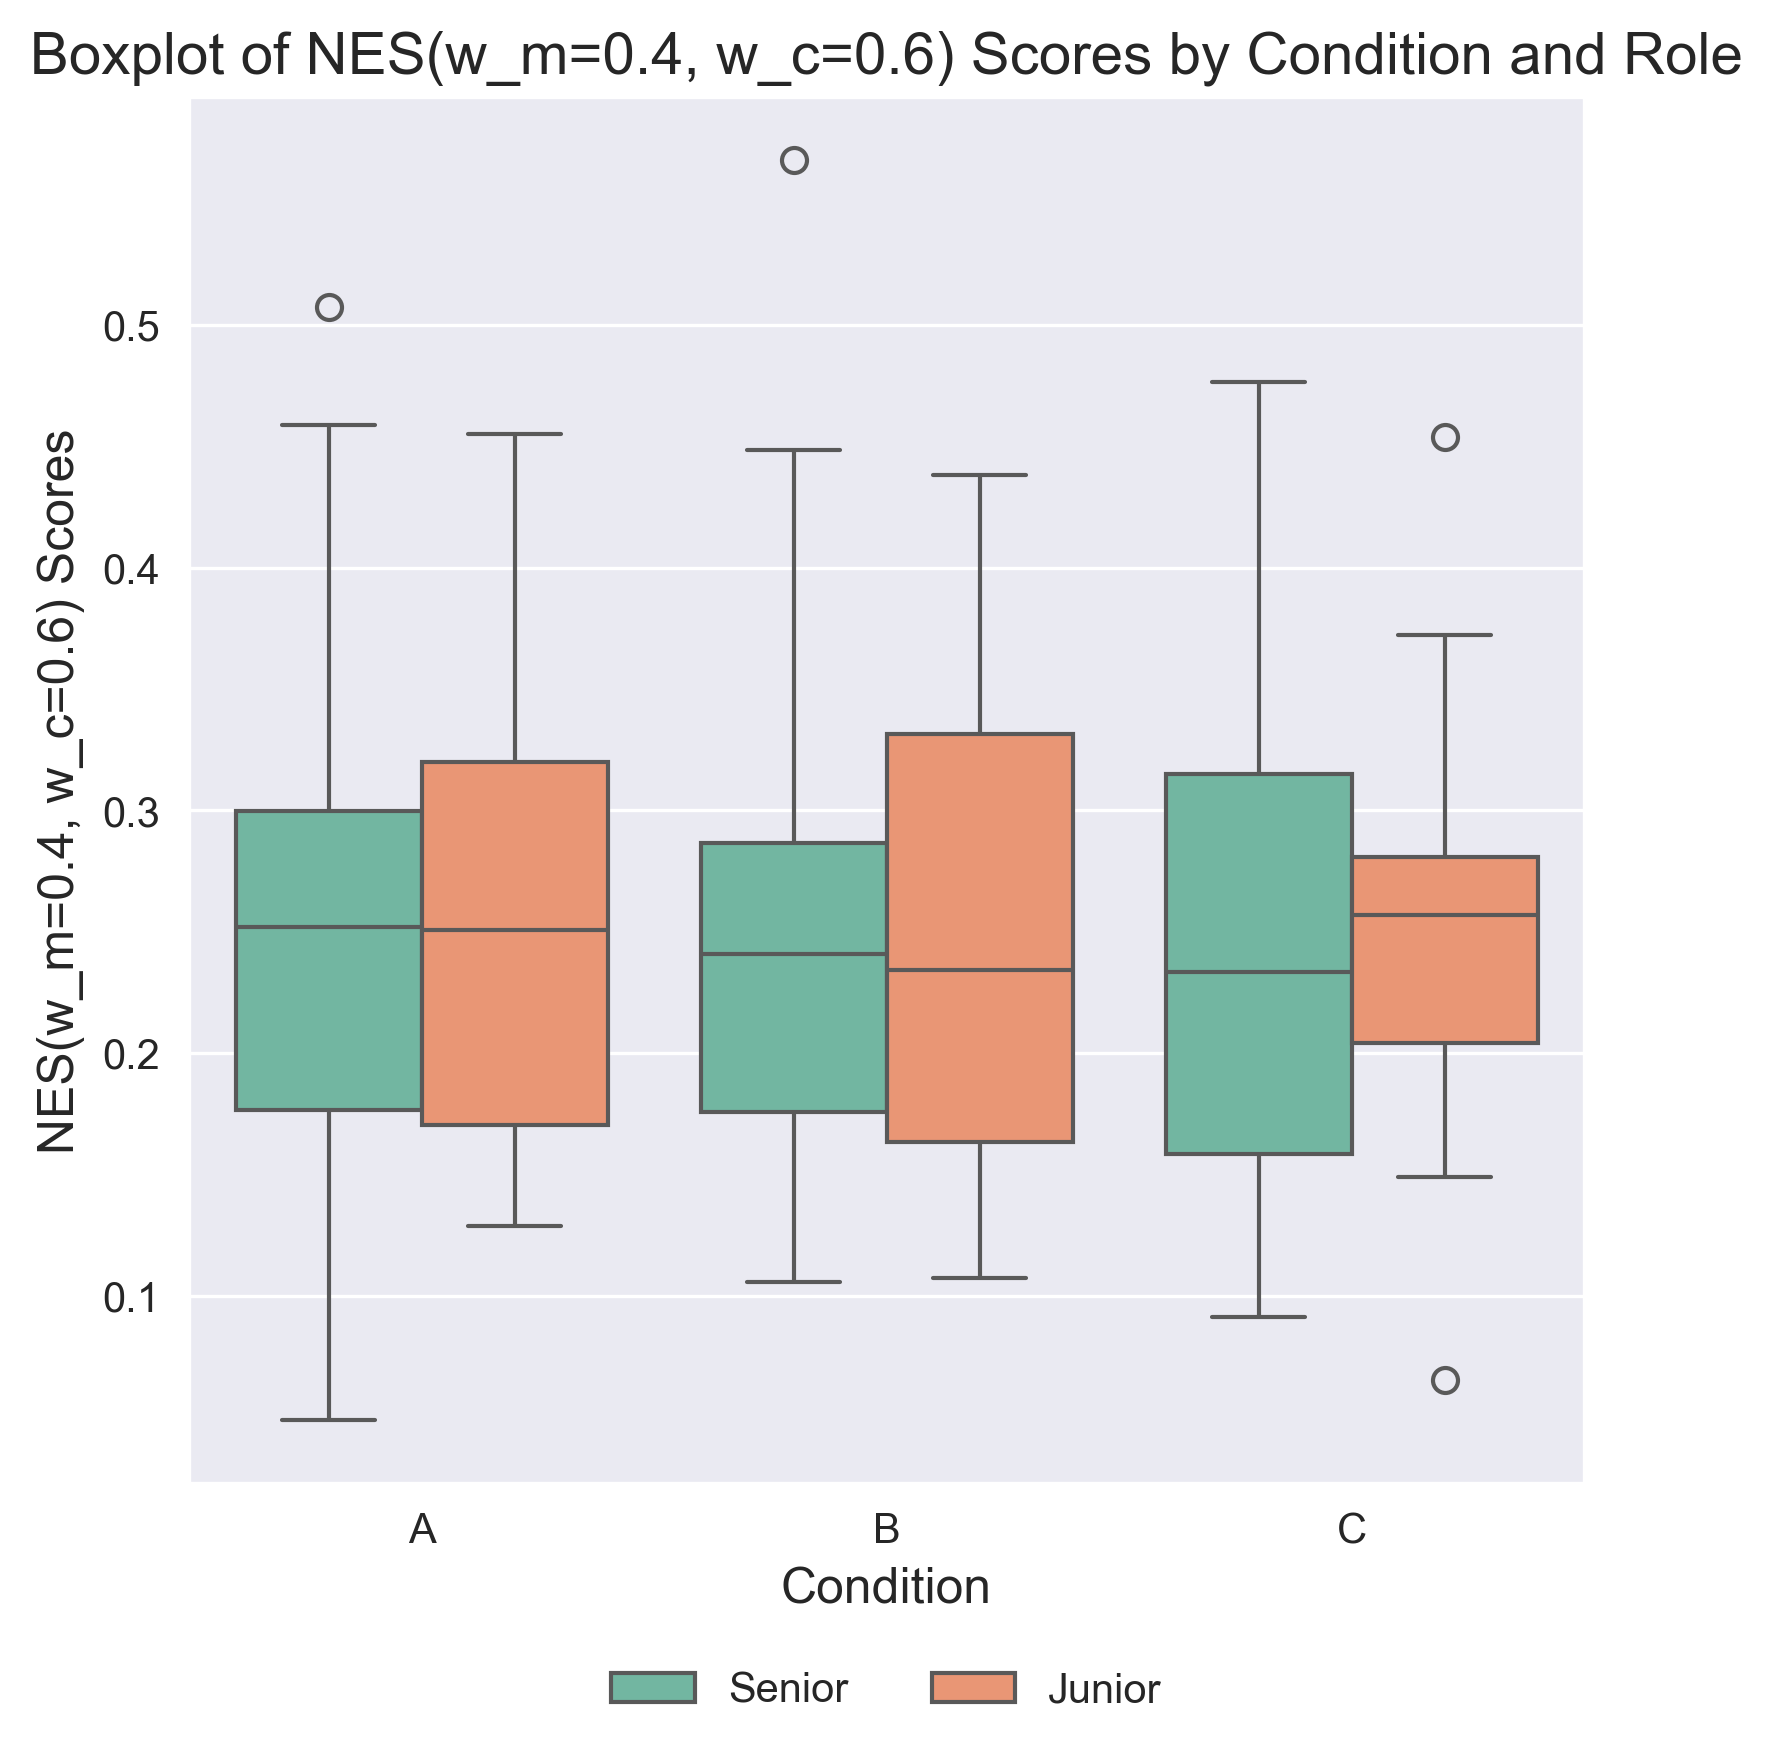 Boxplot of NES(w_m=0.4, w_c=0.6) Scores by Condition and Role
NES(w_m=0.4, w_c=0.6) Scores
0.5
0.4
0.3
0.2
0.1
A B C
Condition
Senior Junior